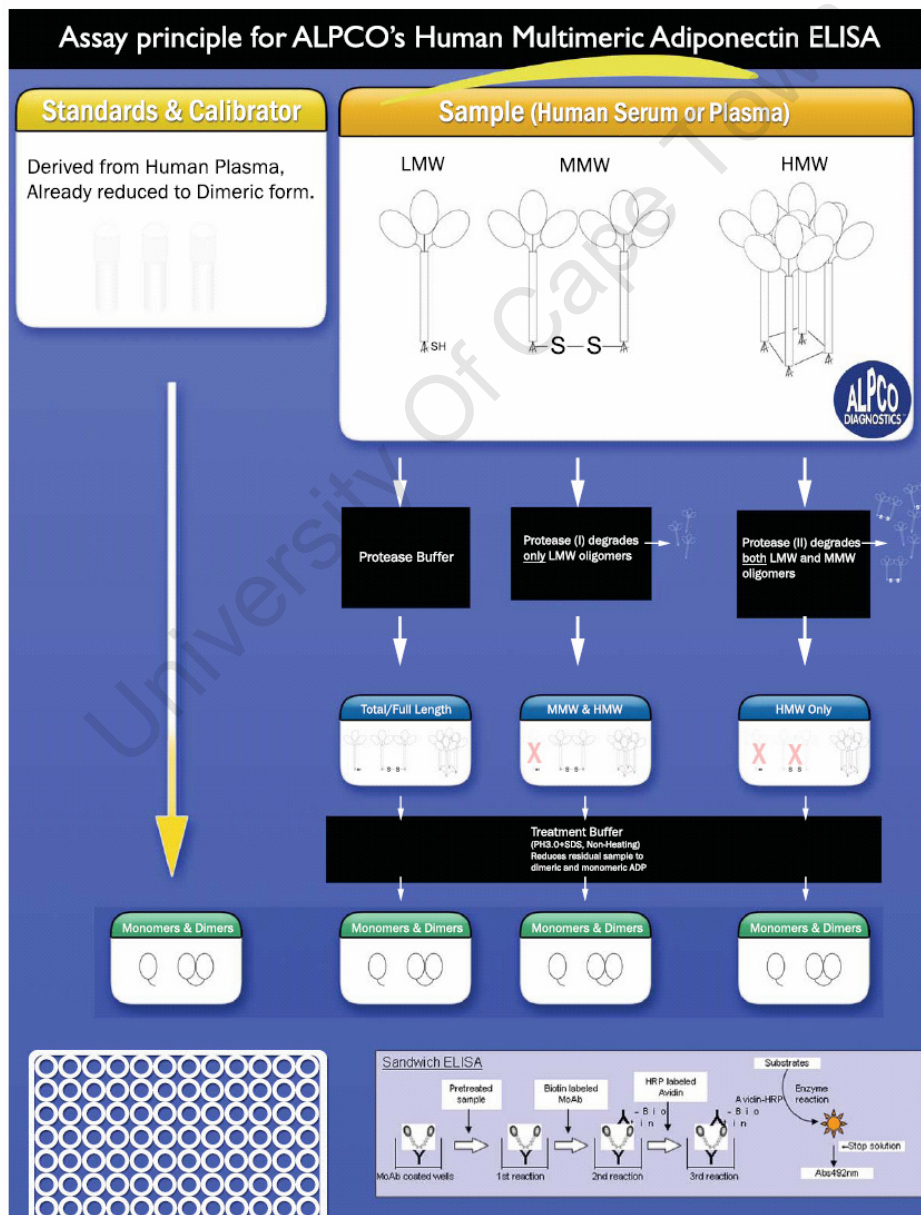 Assay principle for ALPCO's Human Multimeric Adiponectin ELISA
Standards & Calibrator
Derived from Human Plasma,
Already reduced to Dimeric form.
Sample (Human Serum or Plasma)
LMW
MMW
HMW
SH
S-S
ALPCO
DIAGNOSTICS
Protease Buffer
Protease (I) degrades
only LMW oligomers
Protease (II) degrades
both LMW and MMW
oligomers
Total/Full Length
MMW & HMW
HMW Only
X
X
X
Treatment Buffer
(PH3.0+SDS, Non-Heating)
Reduces residual sample to
dimeric and monomeric ADP
Monomers & Dimers
Monomers & Dimers
Monomers & Dimers
Monomers & Dimers
Sandwich ELISA
Pretreated
sample
Biotin labeled
MoAb
HRP labeled
Avidin
Substrates
Enzyme
reaction
-Bio
tin
Avidin-HRP
-Bio
tin
←Stop solution
Abs492nm
MoAb coated wells
1st reaction
2nd reaction
3rd reaction
University Of Cape Town